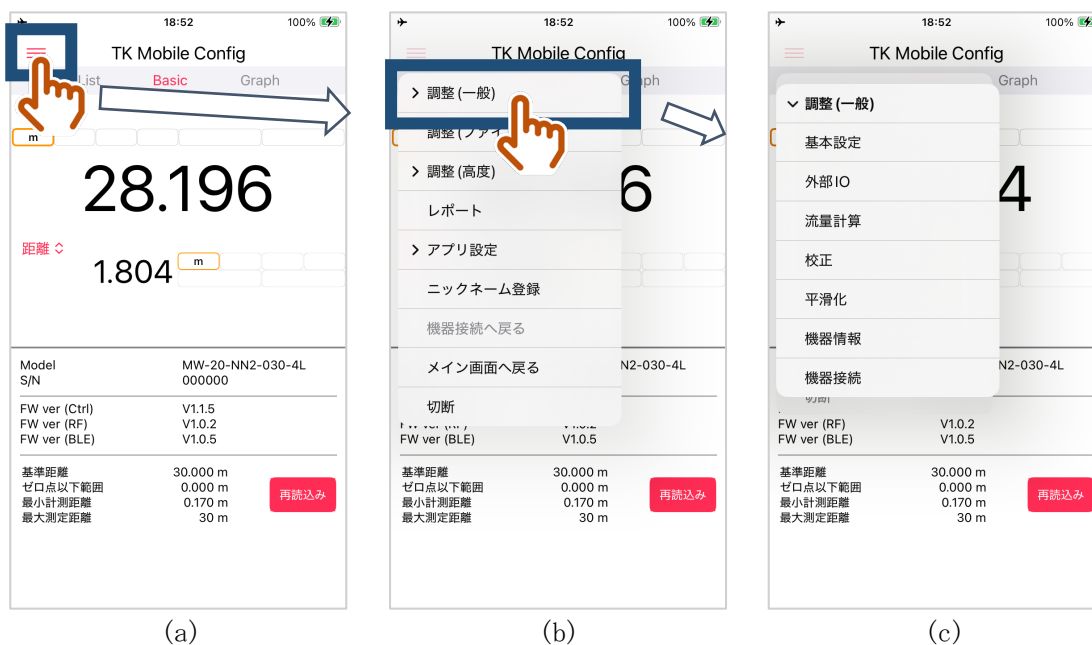 18:52 100%
TK Mobile Config
List Basic Graph
m
28.196
距離
1.804 m
Model MW-20-NN2-030-4L
S/N 000000
FW ver (Ctrl) V1.1.5
FW ver (RF) V1.0.2
FW ver (BLE) V1.0.5
基準距離 30.000 m
ゼロ点以下範囲 0.000 m
最小計測距離 0.170 m
最大測定距離 30 m
再読込み
(a)
18:52 100%
TK Mobile Config
Graph
調整 (一般)
調整 (ファイ
調整 (高度)
レポート
アプリ設定
ニックネーム登録
機器接続へ戻る
メイン画面へ戻る
切断
6
N2-030-4L
FW ver (RF) V1.0.2
FW ver (BLE) V1.0.5
基準距離 30.000 m
ゼロ点以下範囲 0.000 m
最小計測距離 0.170 m
最大測定距離 30 m
再読込み
(b)
18:52 100%
TK Mobile Config
Graph
調整 (一般)
基本設定
外部IO
流量計算
校正
平滑化
機器情報
機器接続
切断
4
N2-030-4L
FW ver (RF) V1.0.2
FW ver (BLE) V1.0.5
基準距離 30.000 m
ゼロ点以下範囲 0.000 m
最小計測距離 0.170 m
最大測定距離 30 m
再読込み
(c)